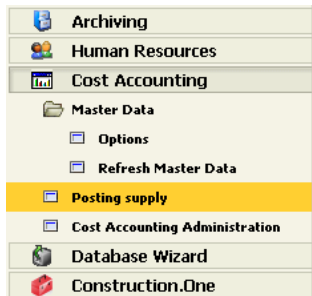 Archiving
Human Resources
Cost Accounting
Master Data
Options
Refresh Master Data
Posting supply
Cost Accounting Administration
Database Wizard
Construction.One